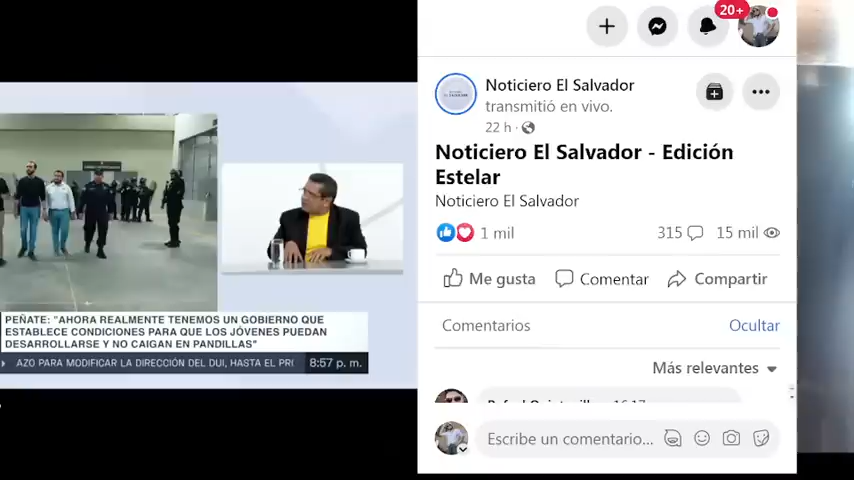 20+
Noticiero El Salvador
transmitió en vivo.
22 h ·
Noticiero El Salvador - Edición
Estelar
Noticiero El Salvador
1 mil
315
15 mil
Me gusta
Comentar
Compartir
Comentarios
Ocultar
Más relevantes
Escribe un comentario...
PEÑATE: "AHORA REALMENTE TENEMOS UN GOBIERNO QUE
ESTABLECE CONDICIONES PARA QUE LOS JÓVENES PUEDAN
DESARROLLARSE Y NO CAIGAN EN PANDILLAS"
AZO PARA MODIFICAR LA DIRECCIÓN DEL DUI, HASTA EL PR
8:57 p. m.